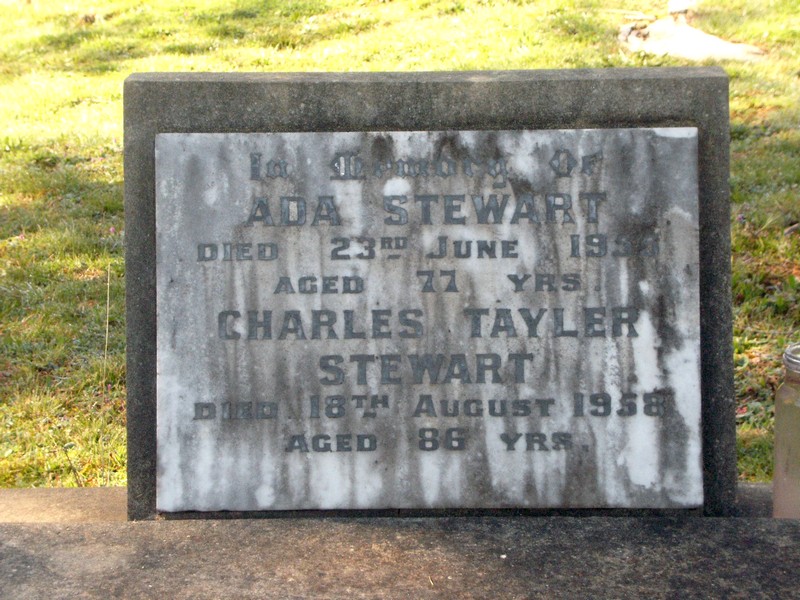 In Memory Of
ADA STEWART
DIED 23RD JUNE
AGED 77 YRS.
CHARLES TAYLER
STEWART
DIED 18TH AUGUST 1958
AGED 86 YRS.